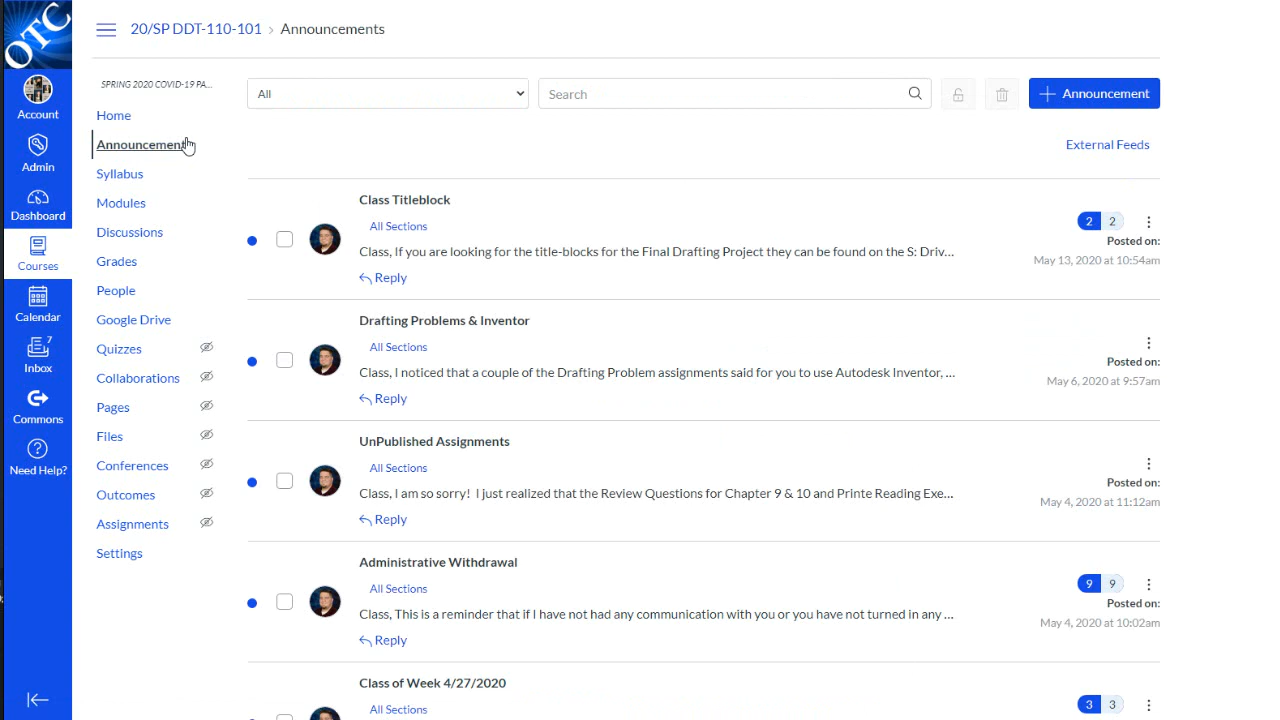 OTC
20/SP DDT-110-101 › Announcements
SPRING 2020 COVID-19 PA...
Account
Admin
Dashboard
Courses
Calendar
7
Inbox
Commons
Need Help?
Home
Announcement
Syllabus
Modules
Discussions
Grades
People
Google Drive
Quizzes
Collaborations
Pages
Files
Conferences
Outcomes
Assignments
Settings
All
Search
Announcement
External Feeds
Class Titleblock
All Sections
Class, If you are looking for the title-blocks for the Final Drafting Project they can be found on the S: Driv...
Reply
2 2
Posted on:
May 13, 2020 at 10:54am
Drafting Problems & Inventor
All Sections
Class, I noticed that a couple of the Drafting Problem assignments said for you to use Autodesk Inventor, ...
Reply
Posted on:
May 6, 2020 at 9:57am
UnPublished Assignments
All Sections
Class, I am so sorry! I just realized that the Review Questions for Chapter 9 & 10 and Printe Reading Exe...
Reply
Posted on:
May 4, 2020 at 11:12am
Administrative Withdrawal
All Sections
Class, This is a reminder that if I have not had any communication with you or you have not turned in any ...
Reply
9 9
Posted on:
May 4, 2020 at 10:02am
Class of Week 4/27/2020
All Sections
3 3